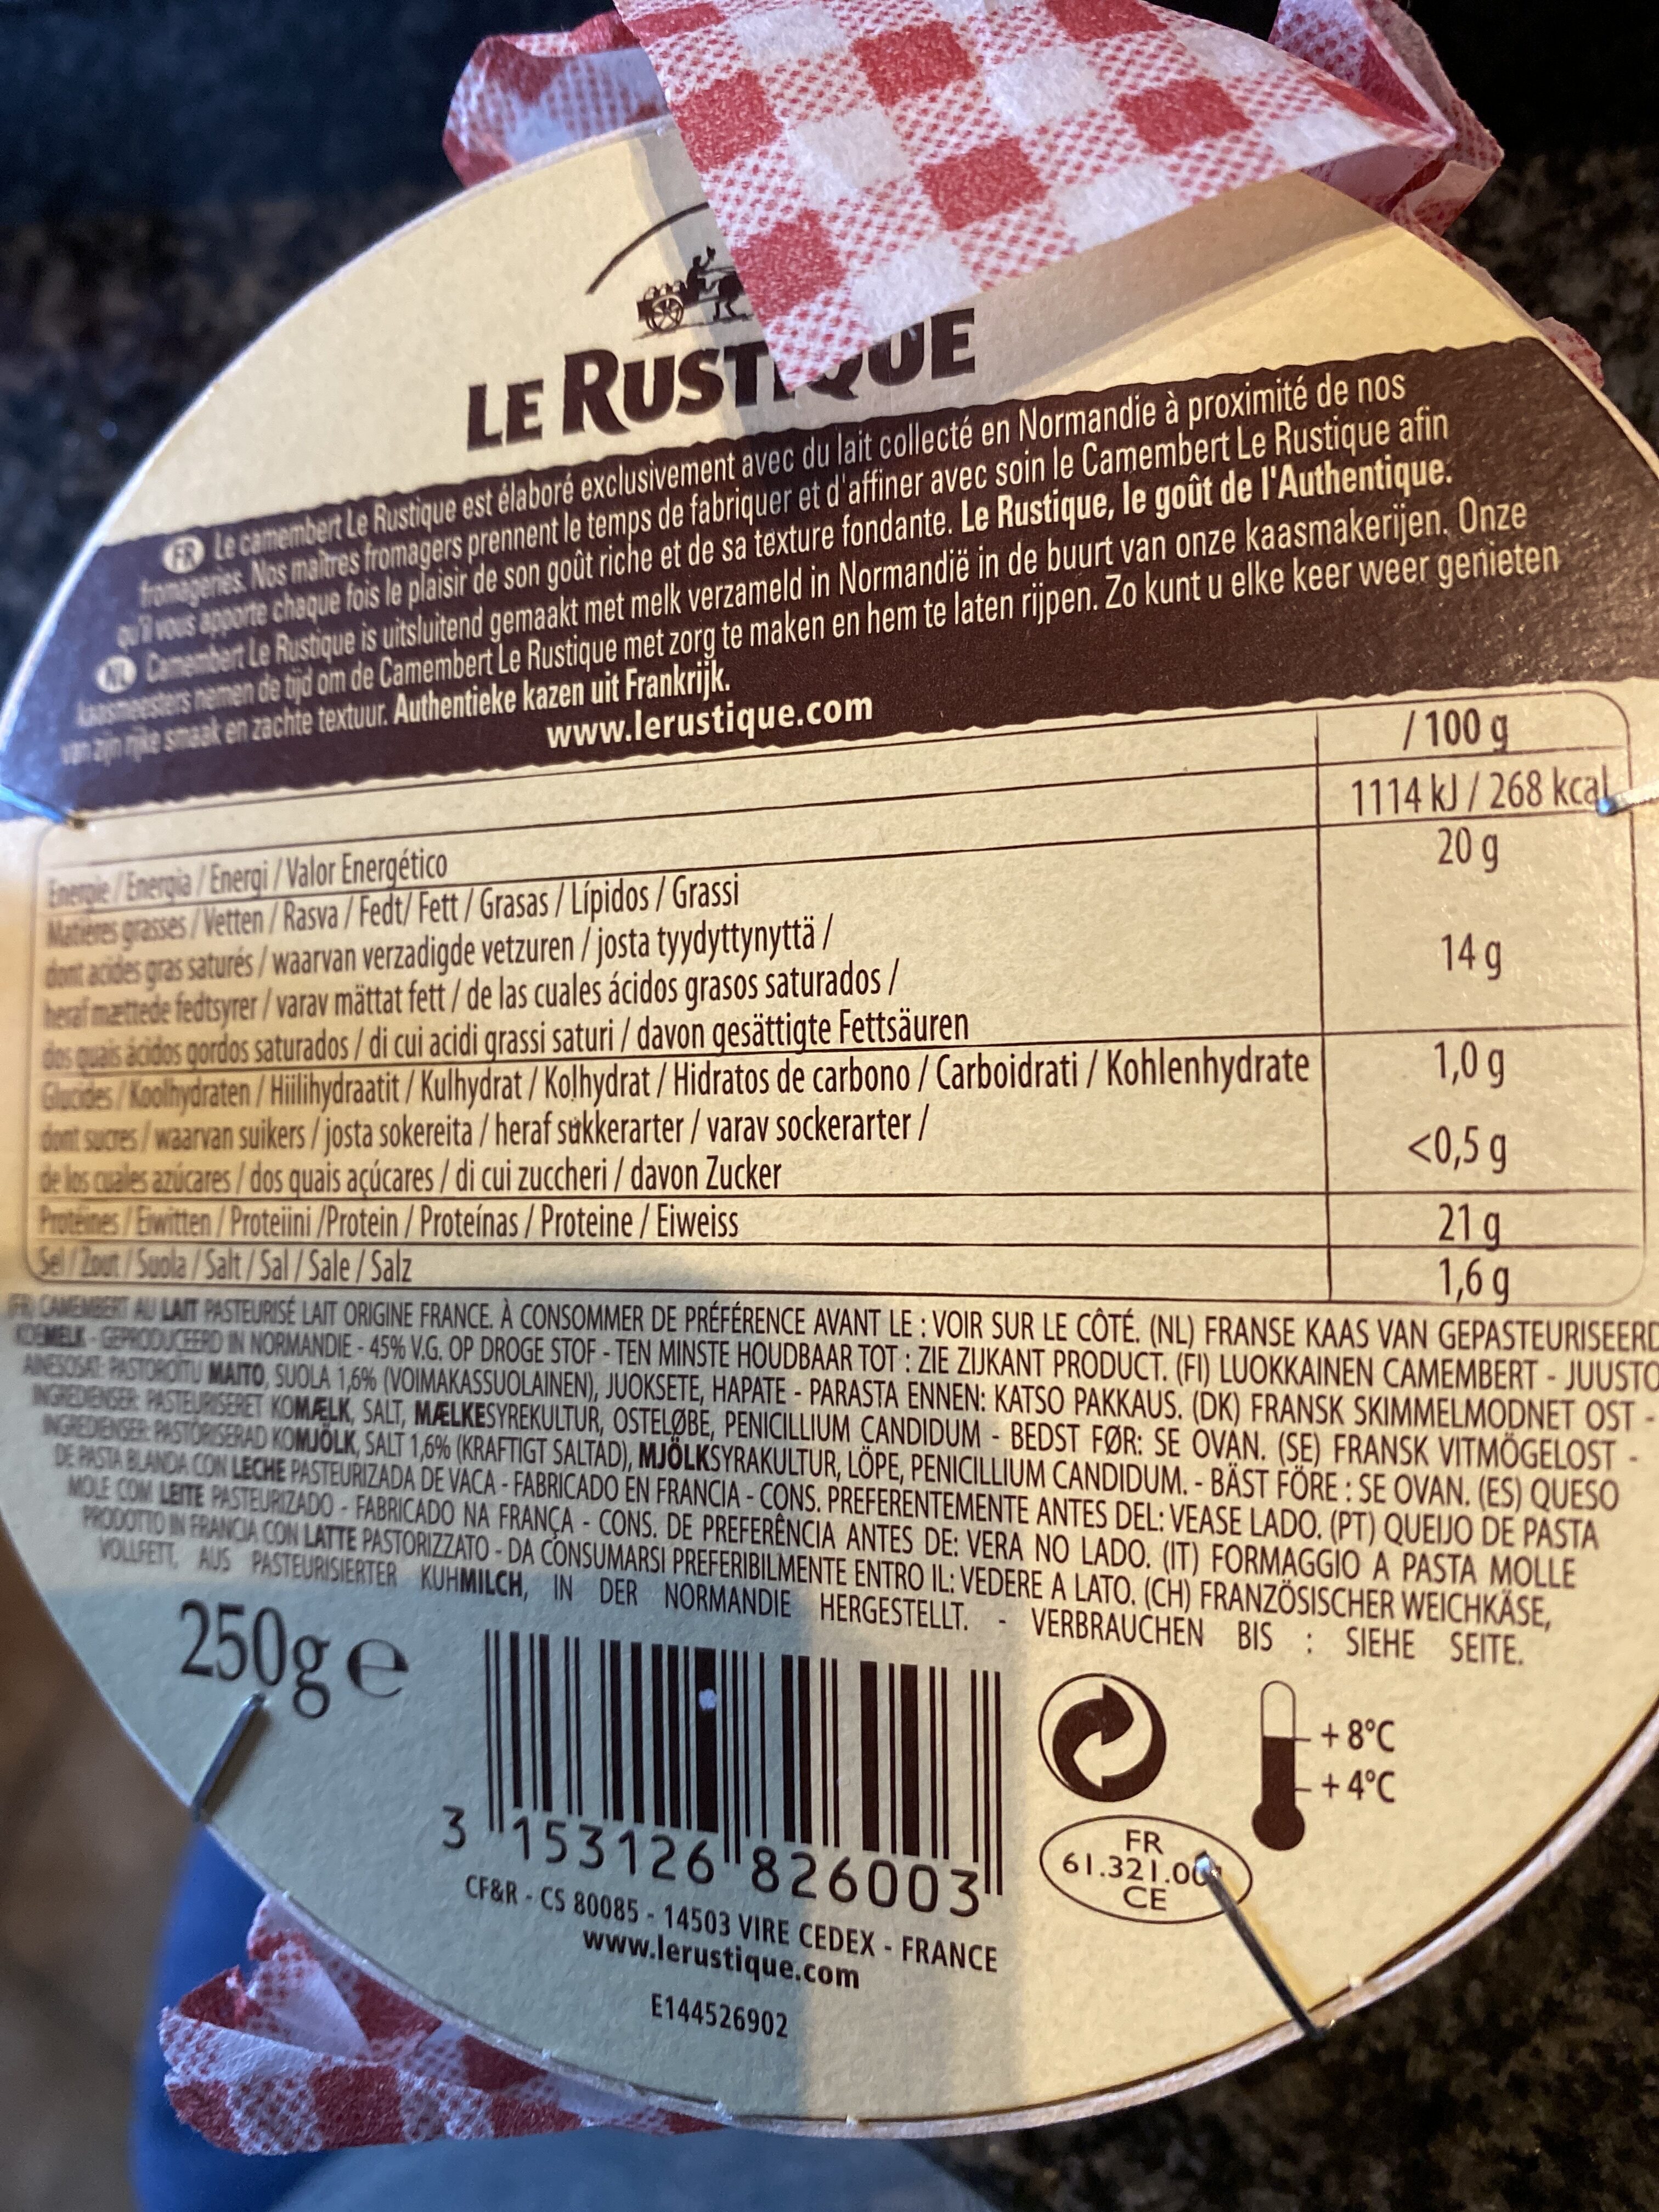 LE RUSTIQUE
FR Le camembert Le Rustique est élaboré exclusivement avec du lait collecté en Normandie à proximité de nos
fromageries. Nos maîtres fromagers prennent le temps de fabriquer et d'affiner avec soin le Camembert Le Rustique afin
qu'il vous apporte chaque fois le plaisir de son goût riche et de sa texture fondante. Le Rustique, le goût de l'Authentique.
NL Camembert Le Rustique is uitsluitend gemaakt met melk verzameld in Normandië in de buurt van onze kaasmakerijen. Onze
kaasmeesters nemen de tijd om de Camembert Le Rustique met zorg te maken en hem te laten rijpen. Zo kunt u elke keer weer genieten
van zijn rijke smaak en zachte textuur. Authentieke kazen uit Frankrijk.
www.lerustique.com
/ 100 g
Energie / Energia / Energi / Valor Energético 1114 kJ / 268 kcal
Matières grasses / Vetten / Rasva / Fedt/ Fett / Grasas / Lípidos / Grassi 20 g
dont acides gras saturés / waarvan verzadigde vetzuren / josta tyydyttynyttä /
heraf mættede fedtsyrer / varav mättat fett / de las cuales ácidos grasos saturados / 14 g
dos quais ácidos gordos saturados / di cui acidi grassi saturi / davon gesättigte Fettsäuren
Glucides / Koolhydraten / Hiilihydraatit / Kulhydrat / Kolhydrat / Hidratos de carbono / Carboidrati / Kohlenhydrate 1,0 g
dont sucres / waarvan suikers / josta sokereita / heraf sukkerarter / varav sockerarter / <0,5 g
de los cuales azúcares / dos quais açúcares / di cui zuccheri / davon Zucker
Protéines / Eiwitten / Proteiini /Protein / Proteínas / Proteine / Eiweiss 21 g
Sel / Zout / Suola / Salt / Sal / Sale / Salz 1,6 g
(FR) CAMEMBERT AU LAIT PASTEURISÉ LAIT ORIGINE FRANCE. À CONSOMMER DE PRÉFÉRENCE AVANT LE : VOIR SUR LE CÔTÉ. (NL) FRANSE KAAS VAN GEPASTEURISEERD
KOEMELK - GEPRODUCEERD IN NORMANDIE - 45% V.G. OP DROGE STOF - TEN MINSTE HOUDBAAR TOT : ZIE ZIJKANT PRODUCT. (FI) LUOKKAINEN CAMEMBERT - JUUSTO
AINESOSAT: PASTOROITU MAITO, SUOLA 1,6% (VOIMAKASSUOLAINEN), JUOKSETE, HAPATE - PARASTA ENNEN: KATSO PAKKAUS. (DK) FRANSK SKIMMELMODNET OST -
INGREDIENSER: PASTEURISERET KOMÆLK, SALT, MÆLKESYREKULTUR, OSTELØBE, PENICILLIUM CANDIDUM - BEDST FØR: SE OVAN. (SE) FRANSK VITMÖGELOST -
INGREDIENSER: PASTÖRISERAD KOMJÖLK, SALT 1,6% (KRAFTIGT SALTAD), MJÖLKSYRAKULTUR, LÖPE, PENICILLIUM CANDIDUM. - BÄST FÖRE : SE OVAN. (ES) QUESO
DE PASTA BLANDA CON LECHE PASTEURIZADA DE VACA - FABRICADO EN FRANCIA - CONS. PREFERENTEMENTE ANTES DEL: VEASE LADO. (PT) QUEIJO DE PASTA
MOLE COM LEITE PASTEURIZADO - FABRICADO NA FRANÇA - CONS. DE PREFERÊNCIA ANTES DE: VERA NO LADO. (IT) FORMAGGIO A PASTA MOLLE
PRODOTTO IN FRANCIA CON LATTE PASTORIZZATO - DA CONSUMARSI PREFERIBILMENTE ENTRO IL: VEDERE A LATO. (CH) FRANZÖSISCHER WEICHKÄSE,
VOLLFETT, AUS PASTEURISIERTER KUHMILCH, IN DER NORMANDIE HERGESTELLT. - VERBRAUCHEN BIS : SIEHE SEITE.
250g e
+ 8°C
+ 4°C
3 153126 826003
FR
CE
CF&R - CS 80085 - 14503 VIRE CEDEX - FRANCE
www.lerustique.com
E144526902